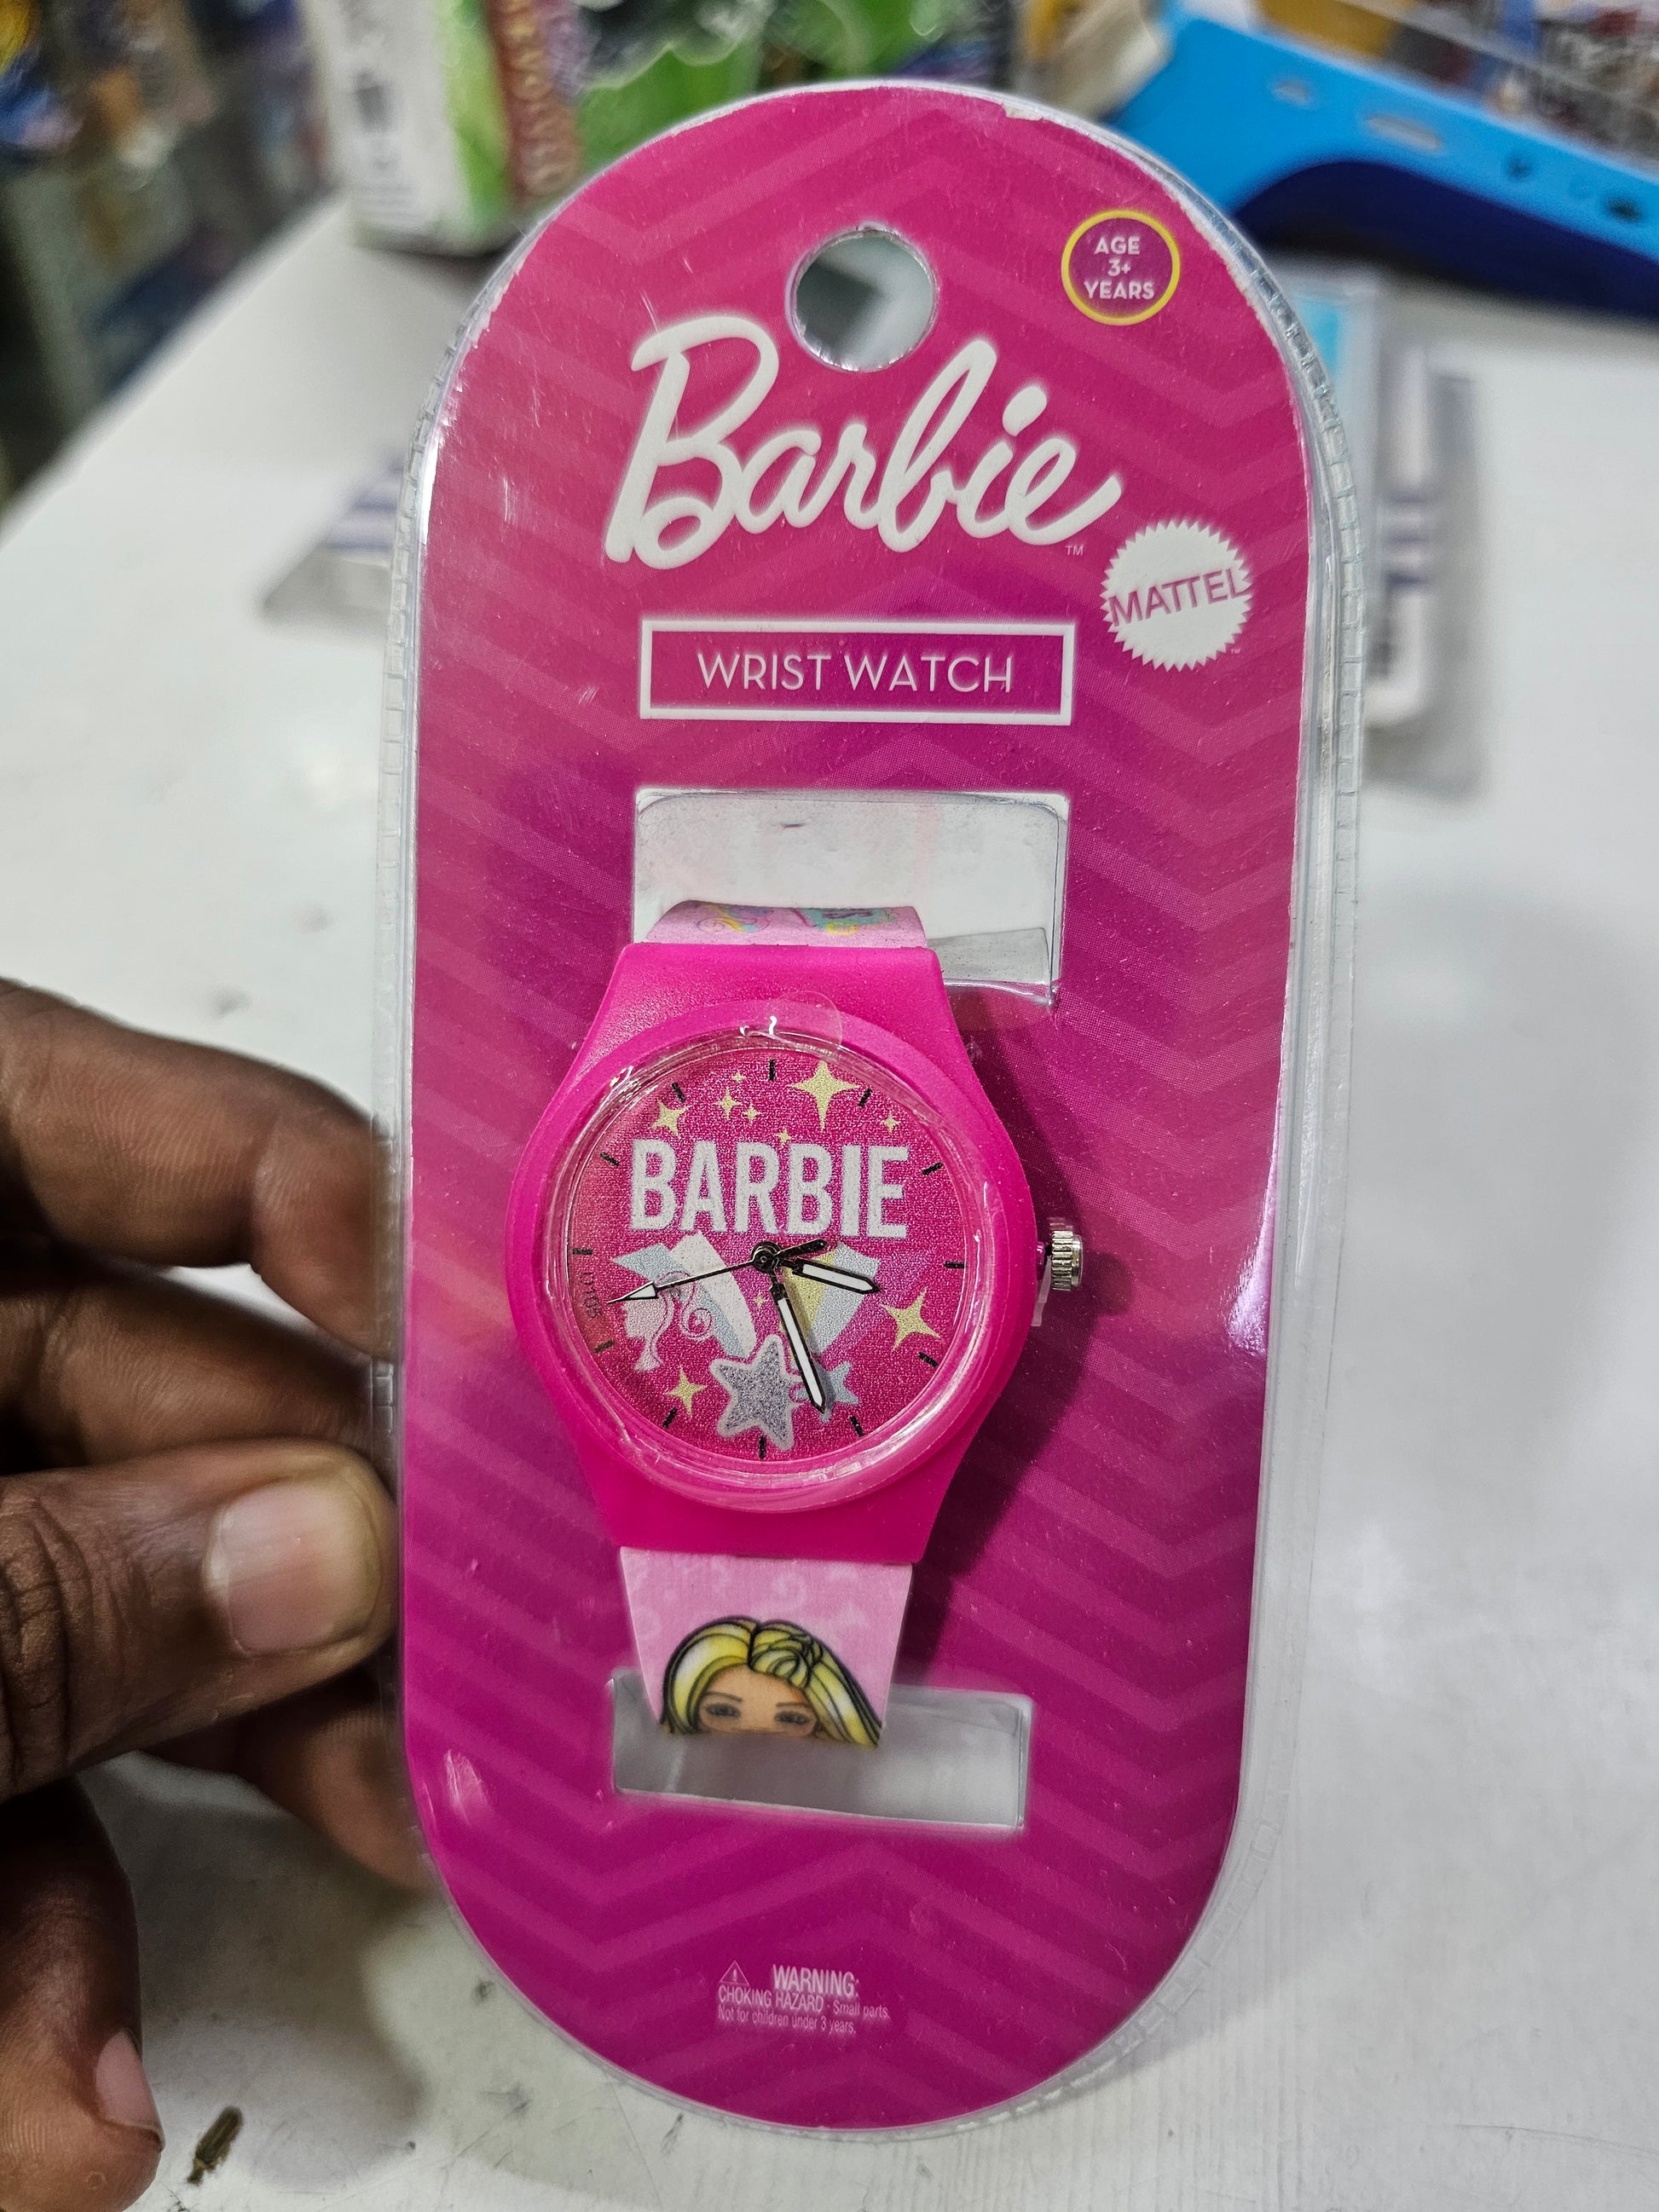 AGE
3+
YEARS
Barbie
TM
MATTEL
WRIST WATCH
BARBIE
WARNING:
CHOKING HAZARD - Small parts.
Not for children under 3 years.